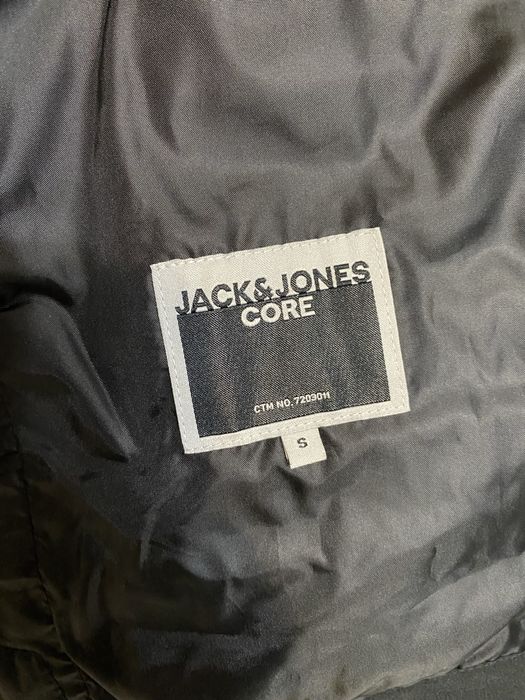 JACK&JONES
CORE
CTM NO. 7203011
S